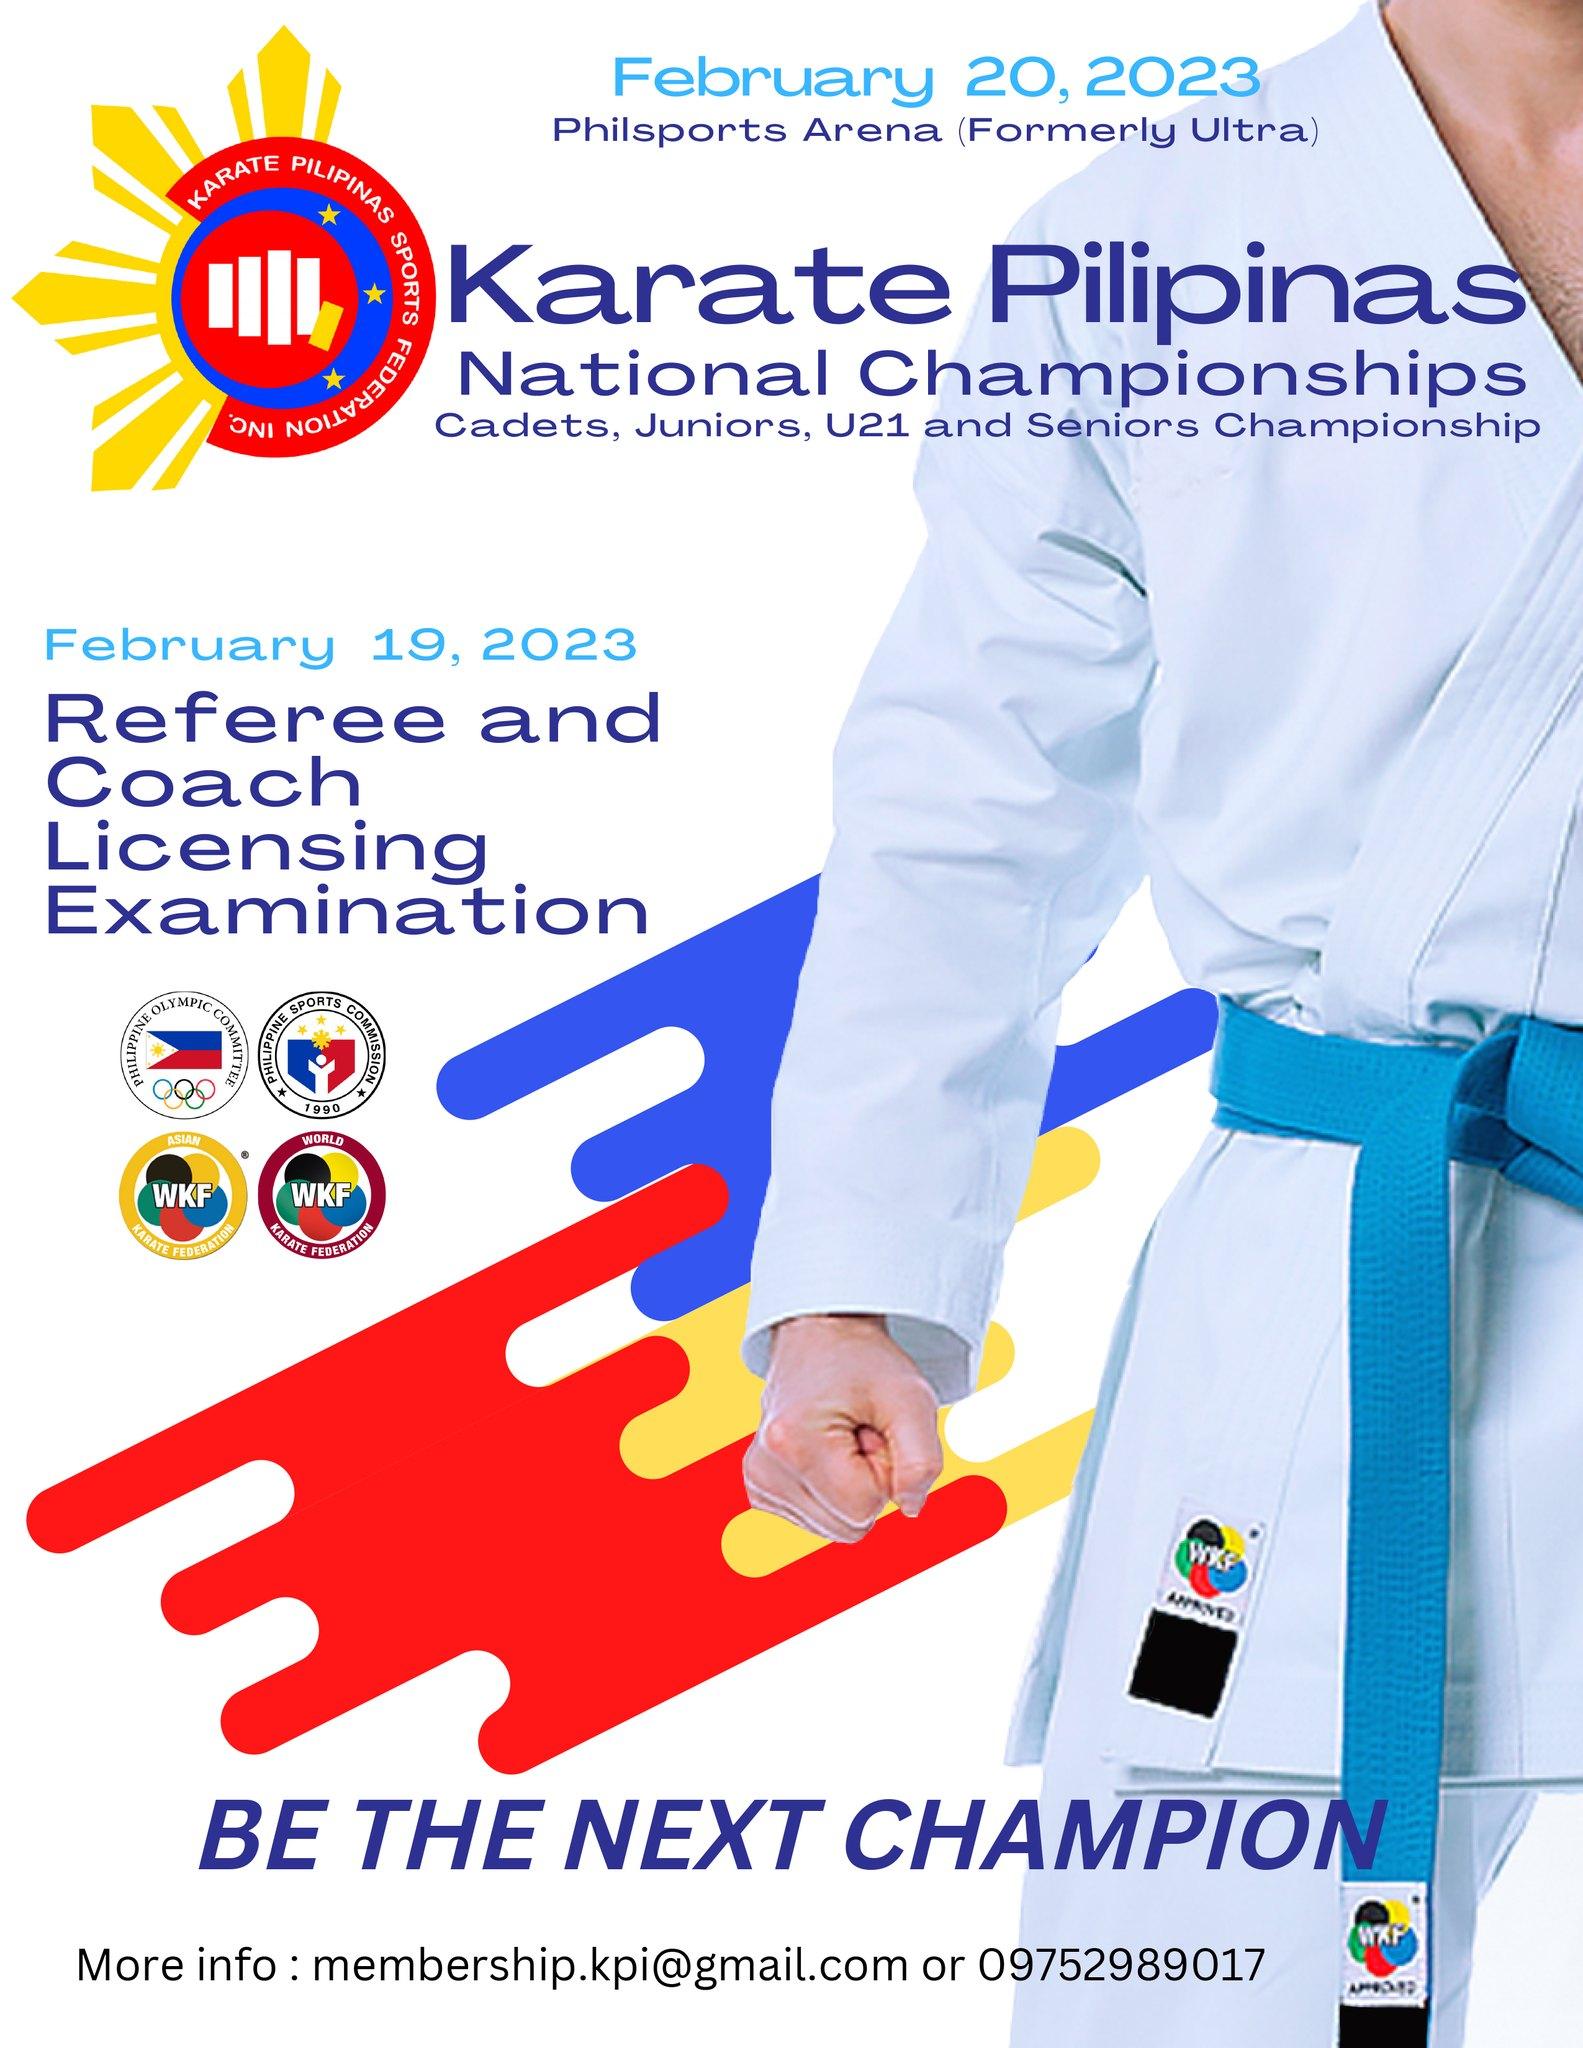 February 20, 2023
Philsports Arena (Formerly Ultra)
KARATE PILIPINAS SPORTS FEDERATION INC.
Karate Pilipinas
National Championships
Cadets, Juniors, U21 and Seniors Championship
February 19, 2023
Referee and
Coach
Licensing
Examination
PHILIPPINE OLYMPIC COMMITTEE
PHILIPPINE SPORTS COMMISSION
1990
ASIAN
WKF
KARATE FEDERATION
®
WORLD
WKF
KARATE FEDERATION
WKF
APPROVED
BE THE NEXT CHAMPION
WKF
APPROVED
More info : membership.kpi@gmail.com or 09752989017